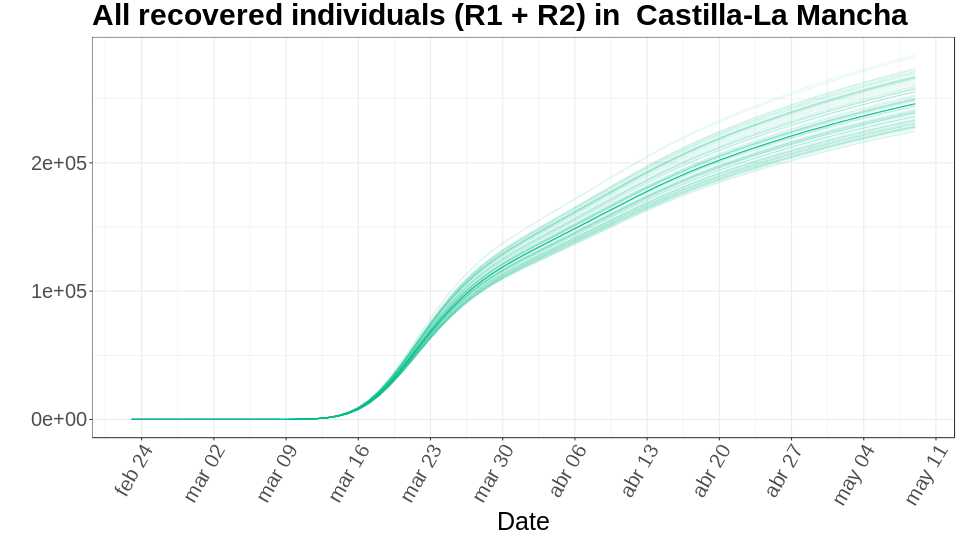 All recovered individuals (R1 + R2) in  Castilla-La Mancha
2e+05
1e+05
0e+00
feb 24
mar 02
mar 09
mar 16
mar 23
mar 30
abr 06
abr 13
abr 20
abr 27
may 04
may 11
Date